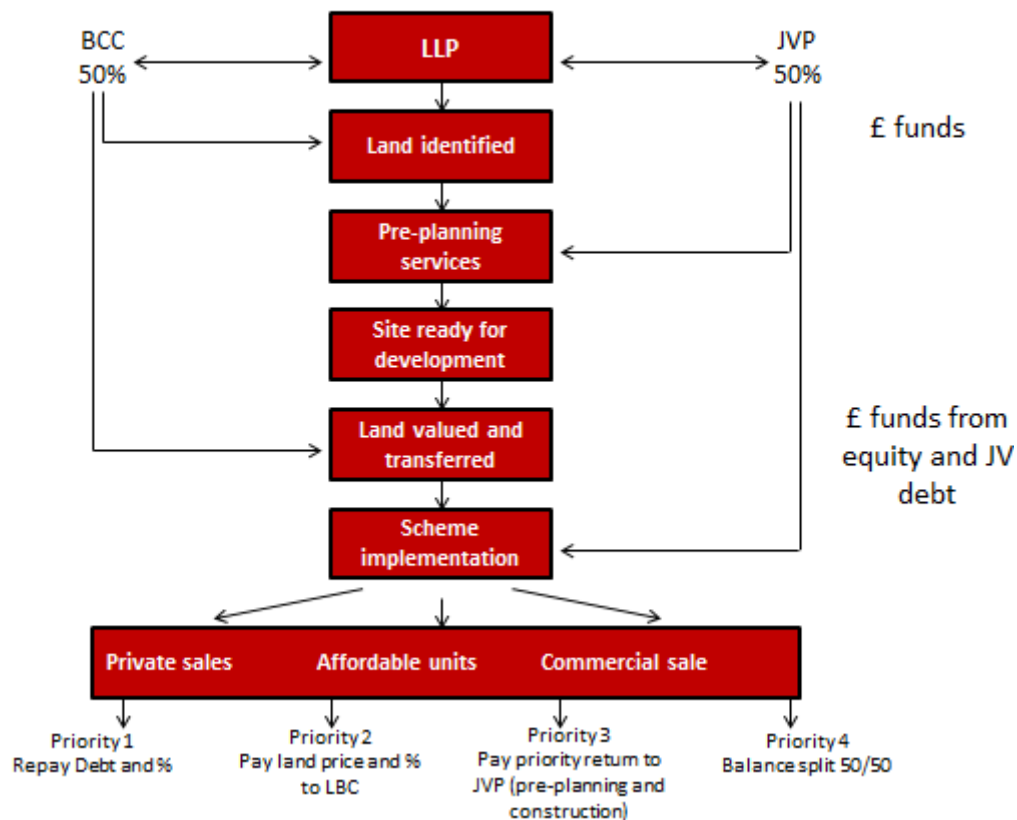 BCC
50%
LLP
JVP
50%
£ funds
Land identified
Pre-planning
services
Site ready for
development
Land valued and
transferred
£ funds from
equity and JV
debt
Scheme
implementation
Private sales
Affordable units
Commercial sale
Priority 1
Repay Debt and %
Priority 2
Pay land price and %
to LBC
Priority 3
Pay priority return to
JVP (pre-planning and
construction)
Priority 4
Balance split 50/50